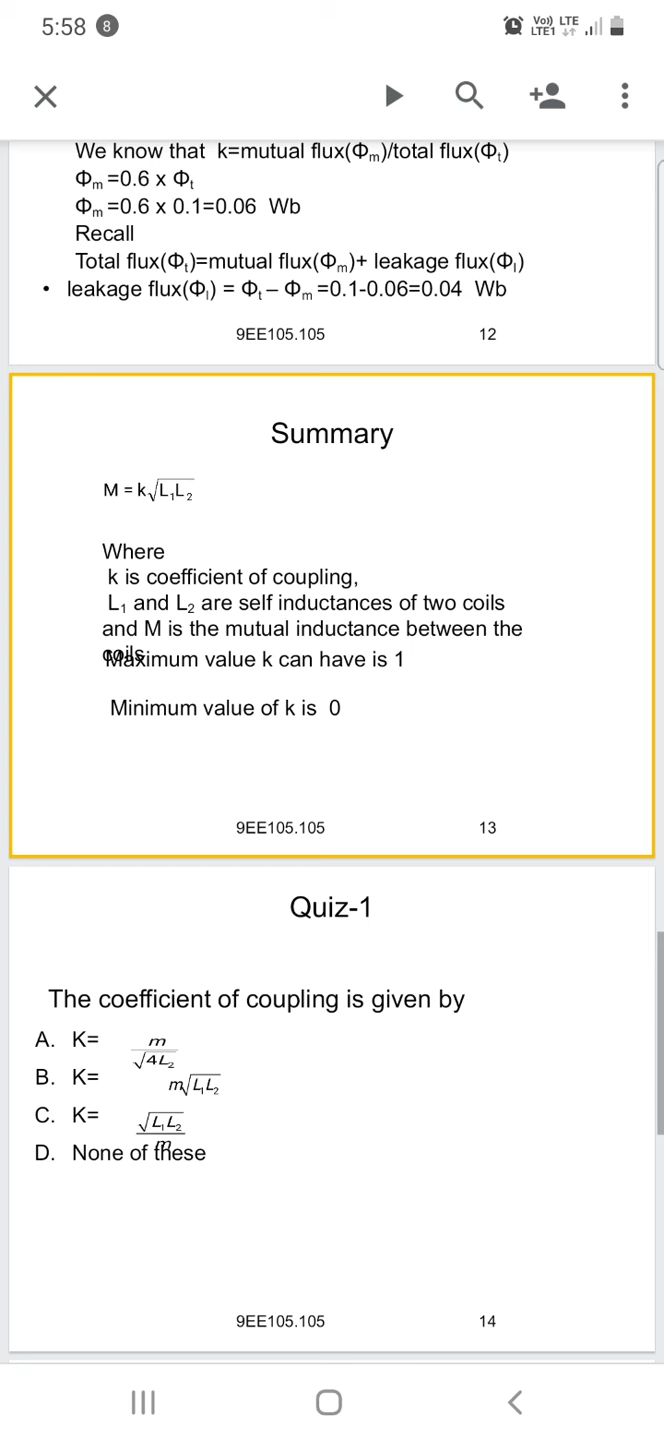 5:58 8 Vo)) LTE LTE1
We know that k=mutual flux(Φm)/total flux(Φt)
Φm =0.6 x Φt
Φm =0.6 x 0.1=0.06 Wb
Recall
Total flux(Φt)=mutual flux(Φm)+ leakage flux(Φl)
• leakage flux(Φl) = Φt – Φm =0.1-0.06=0.04 Wb
9EE105.105 12
Summary
M = k√L1L2
Where
k is coefficient of coupling,
L1 and L2 are self inductances of two coils
and M is the mutual inductance between the
coils
Maximum value k can have is 1
Minimum value of k is 0
9EE105.105 13
Quiz-1
The coefficient of coupling is given by
A. K= m/√4L2
B. K= m√L1L2
C. K= √L1L2/m
D. None of these
9EE105.105 14